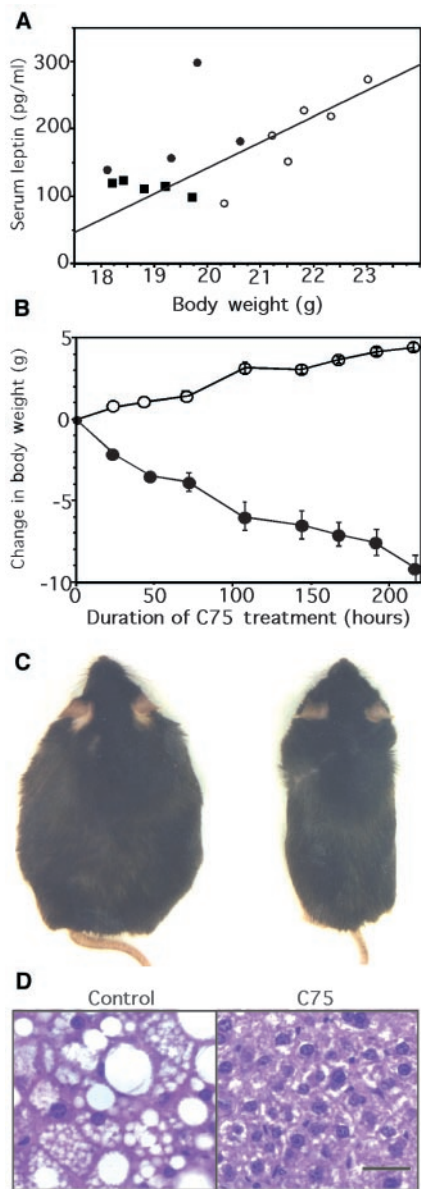 A
Serum leptin (pg/ml)
300
200
100
0
18 19 20 21 22 23
Body weight (g)
B
Change in body weight (g)
5
0
-5
-10
0 50 100 150 200
Duration of C75 treatment (hours)
C
D
Control C75